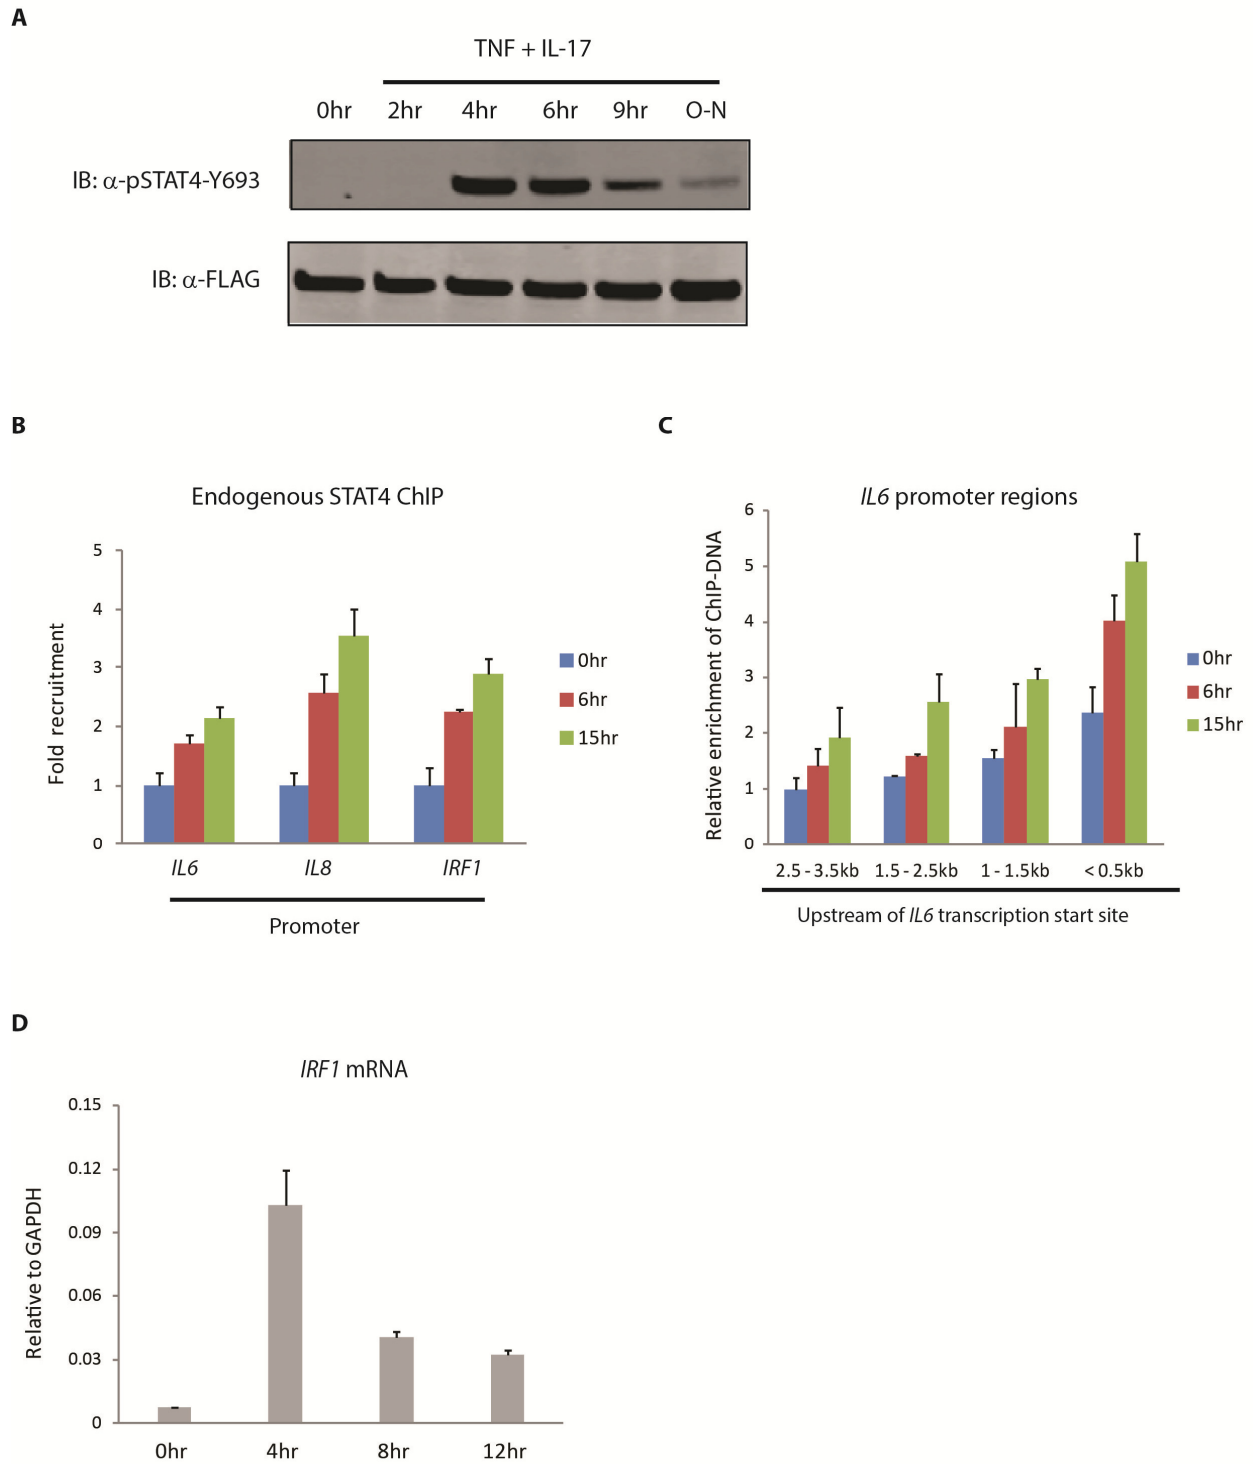 A
TNF + IL-17
0hr 2hr 4hr 6hr 9hr O-N
IB: α-pSTAT4-Y693
IB: α-FLAG
B
Endogenous STAT4 ChIP
Fold recruitment
5
4
3
2
1
0
IL6 IL8 IRF1
Promoter
0hr
6hr
15hr
C
IL6 promoter regions
Relative enrichment of ChIP-DNA
6
5
4
3
2
1
0
2.5 - 3.5kb 1.5 - 2.5kb 1 - 1.5kb < 0.5kb
Upstream of IL6 transcription start site
0hr
6hr
15hr
D
IRF1 mRNA
Relative to GAPDH
0.15
0.12
0.09
0.06
0.03
0
0hr 4hr 8hr 12hr